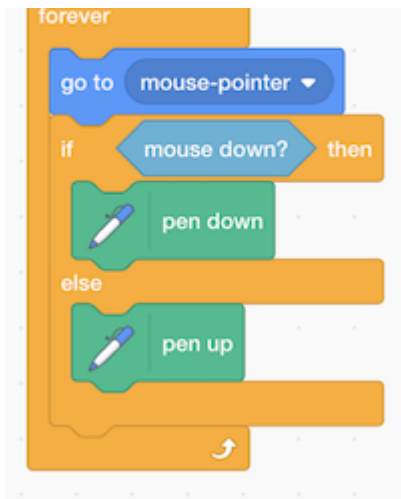 forever
go to mouse-pointer
if mouse down? then
pen down
else
pen up